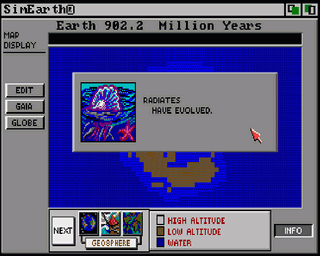 SimEarth®
Earth 902.2 Million Years
MAP
DISPLAY
RADIATES
HAVE EVOLVED.
EDIT
GAIA
GLOBE
NEXT
GEOSPHERE
HIGH ALTITUDE
LOW ALTITUDE
WATER
INFO